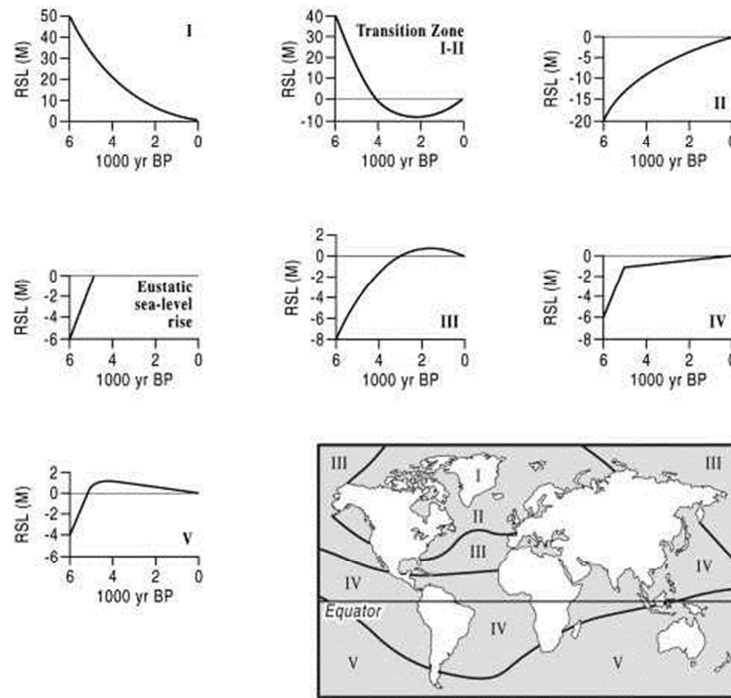 50
40
30
20
10
0
RSL (M)
I
6 4 2 0
1000 yr BP
40
30
20
10
0
-10
RSL (M)
Transition Zone
I-II
6 4 2 0
1000 yr BP
0
-5
-10
-15
-20
RSL (M)
II
6 4 2 0
1000 yr BP
0
-2
-4
-6
RSL (M)
Eustatic
sea-level
rise
6 4 2 0
1000 yr BP
2
0
-2
-4
-6
-8
RSL (M)
III
6 4 2 0
1000 yr BP
0
-2
-4
-6
-8
RSL (M)
IV
6 4 2 0
1000 yr BP
2
0
-2
-4
-6
RSL (M)
V
6 4 2 0
1000 yr BP
III I III
II
III
IV IV
Equator
IV
V V